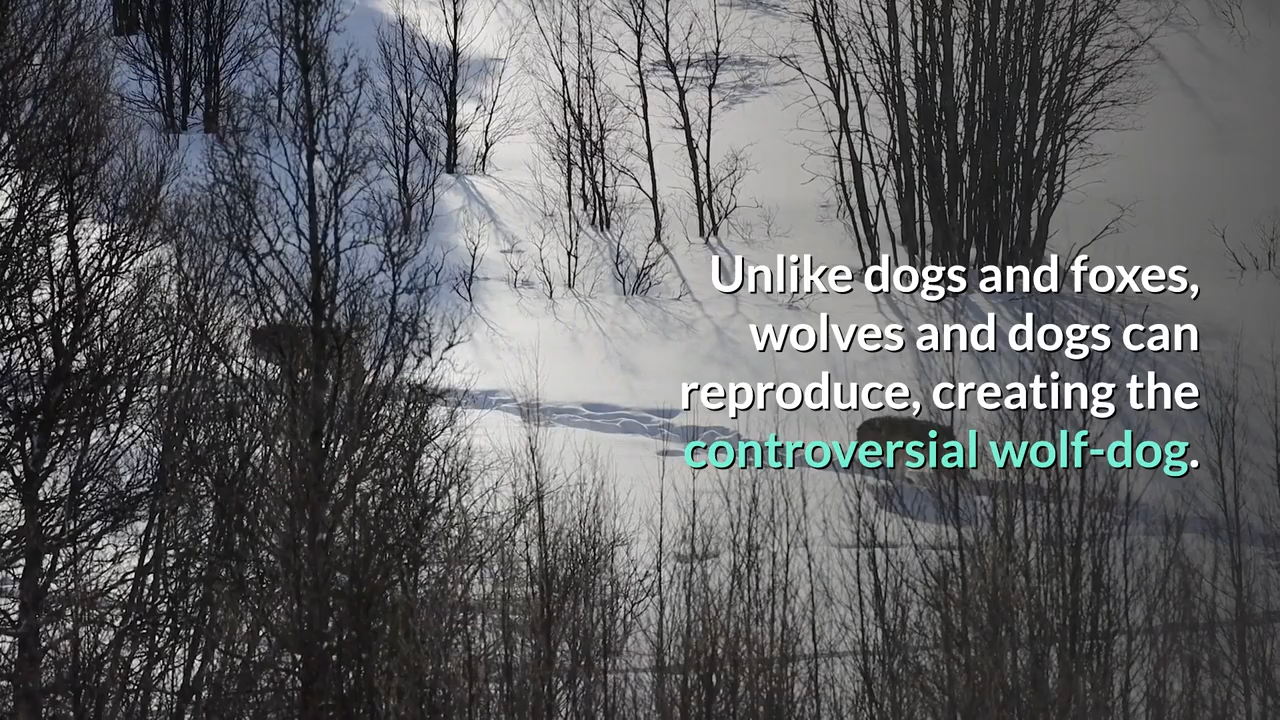 Unlike dogs and foxes,
wolves and dogs can
reproduce, creating the
controversial wolf-dog.